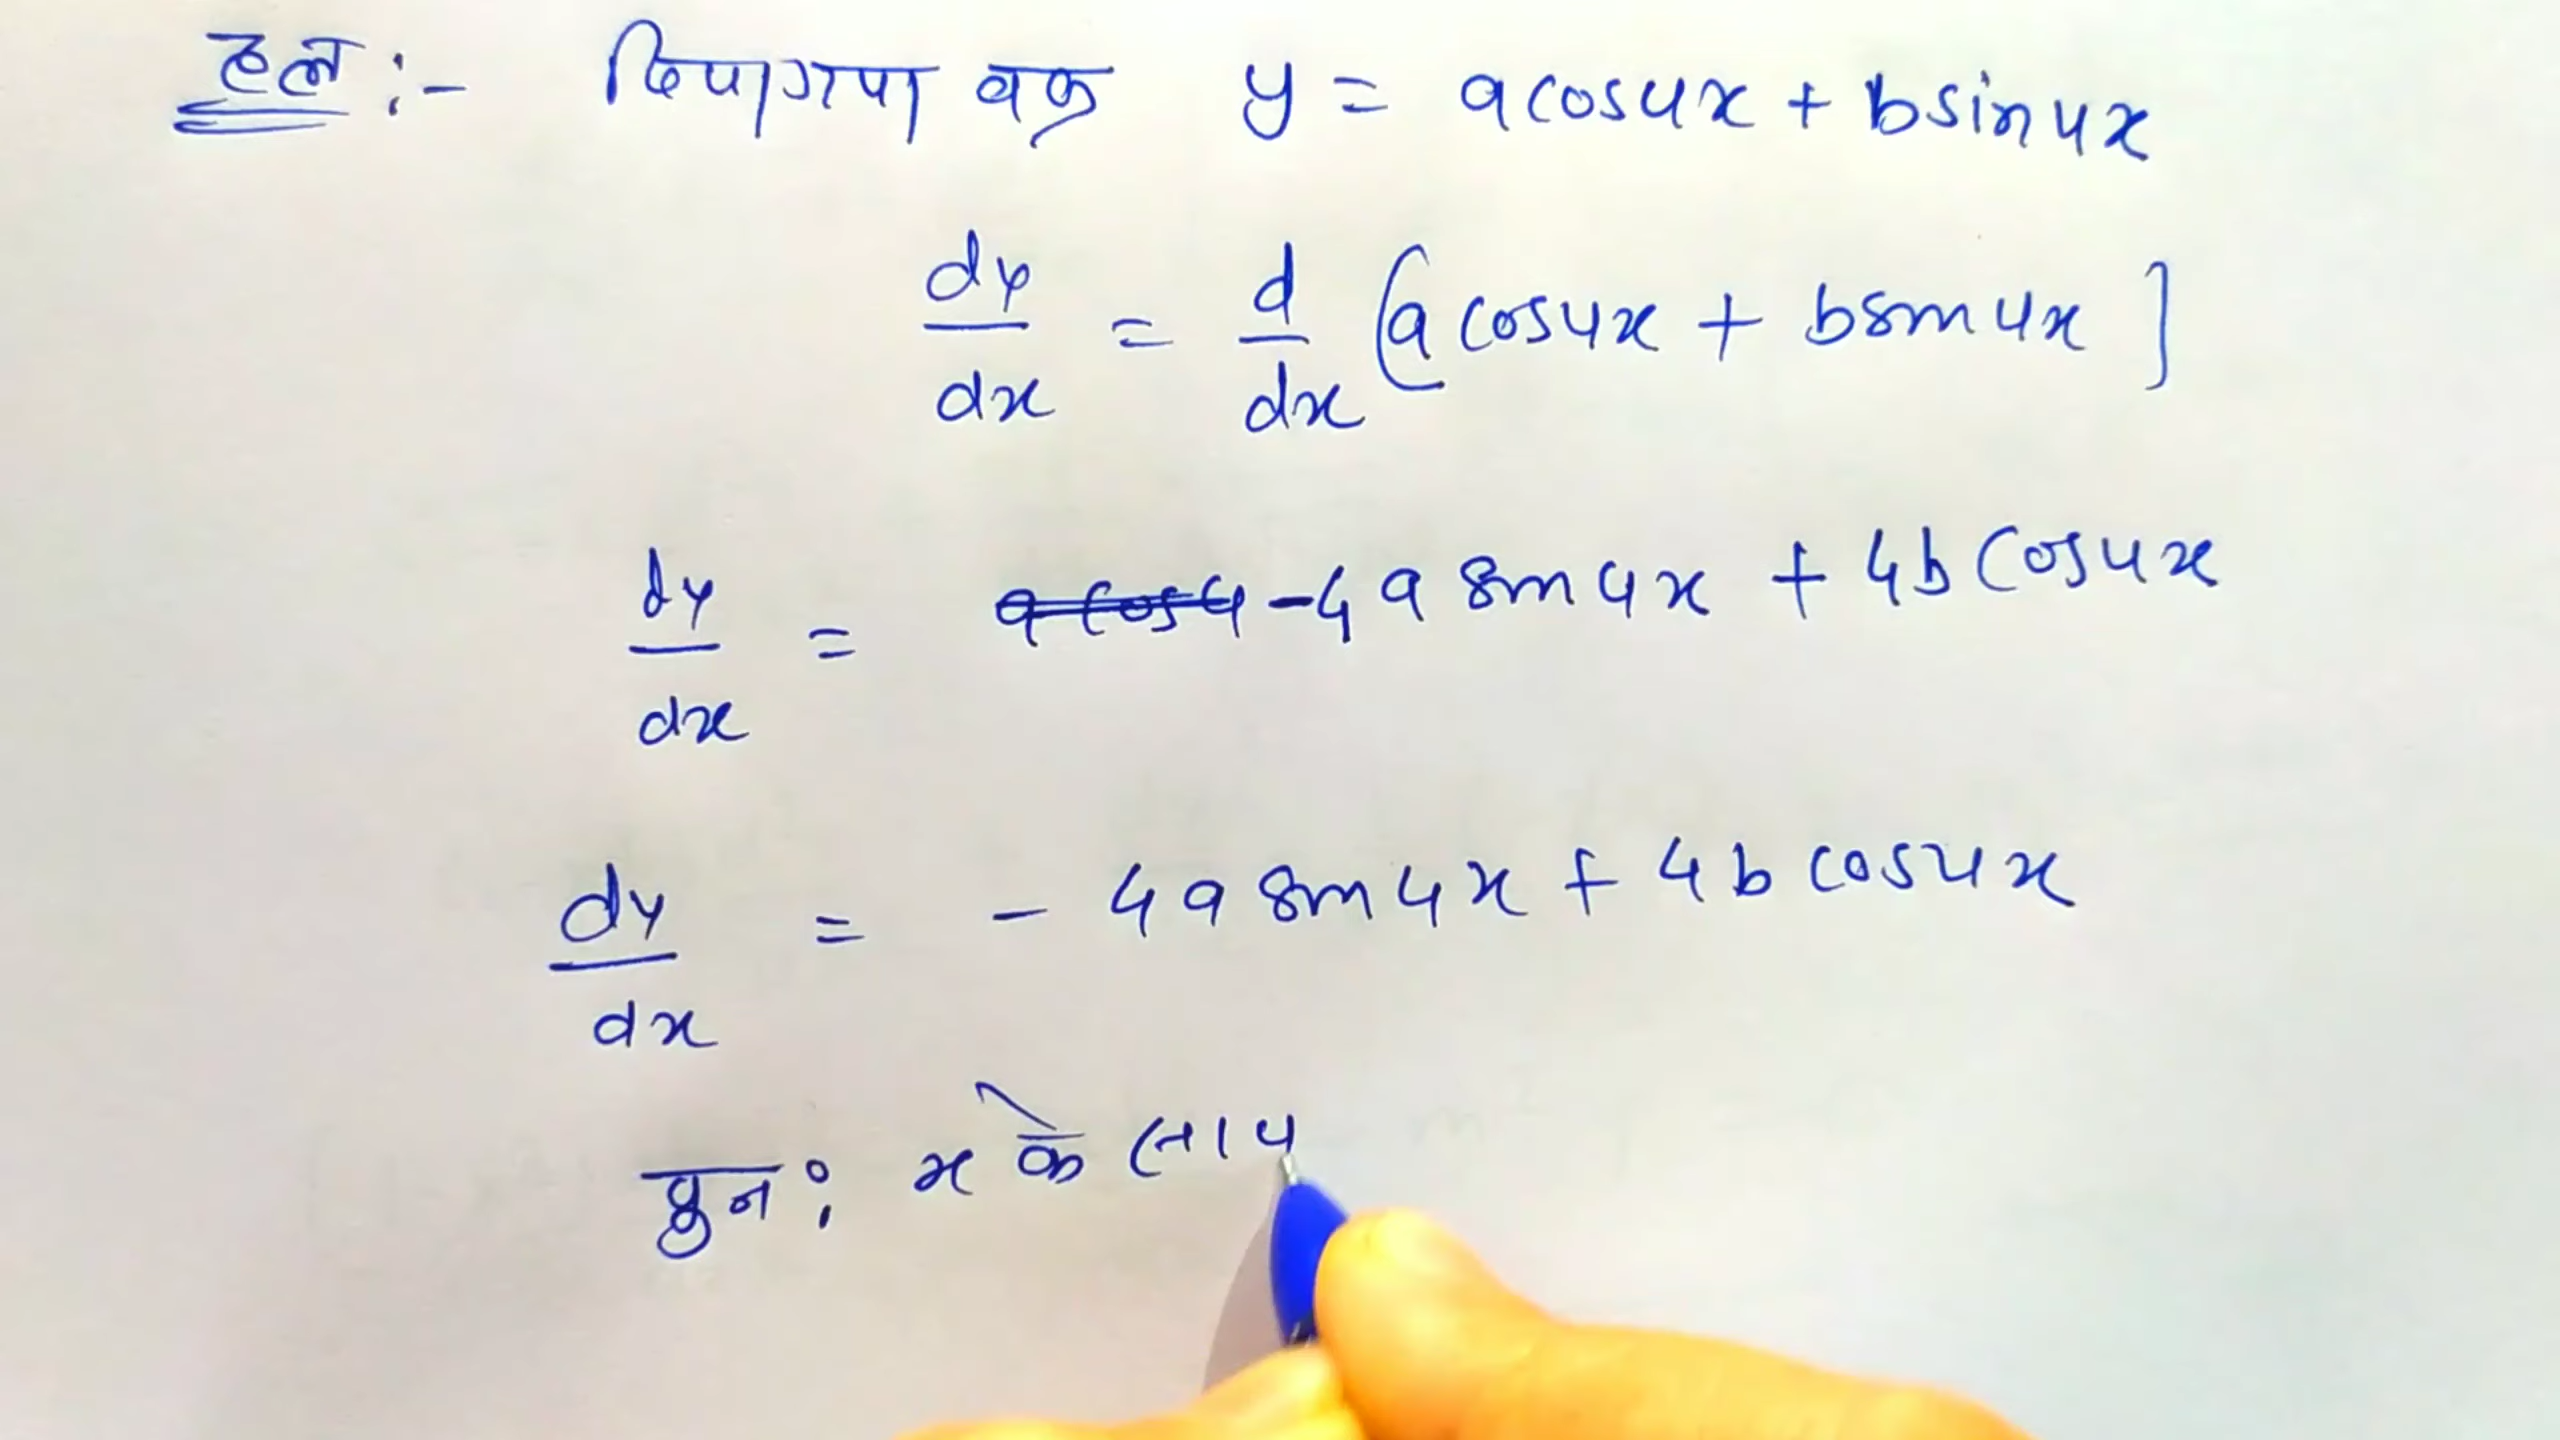 हल :- दिया गया वक्र y = a cos4x + b sin4x
dy/dx = d/dx [a cos4x + b sin4x]
dy/dx = a cos4 -4a sin4x + 4b cos4x
dy/dx = - 4a sin4x + 4b cos4x
पुनः x के साप